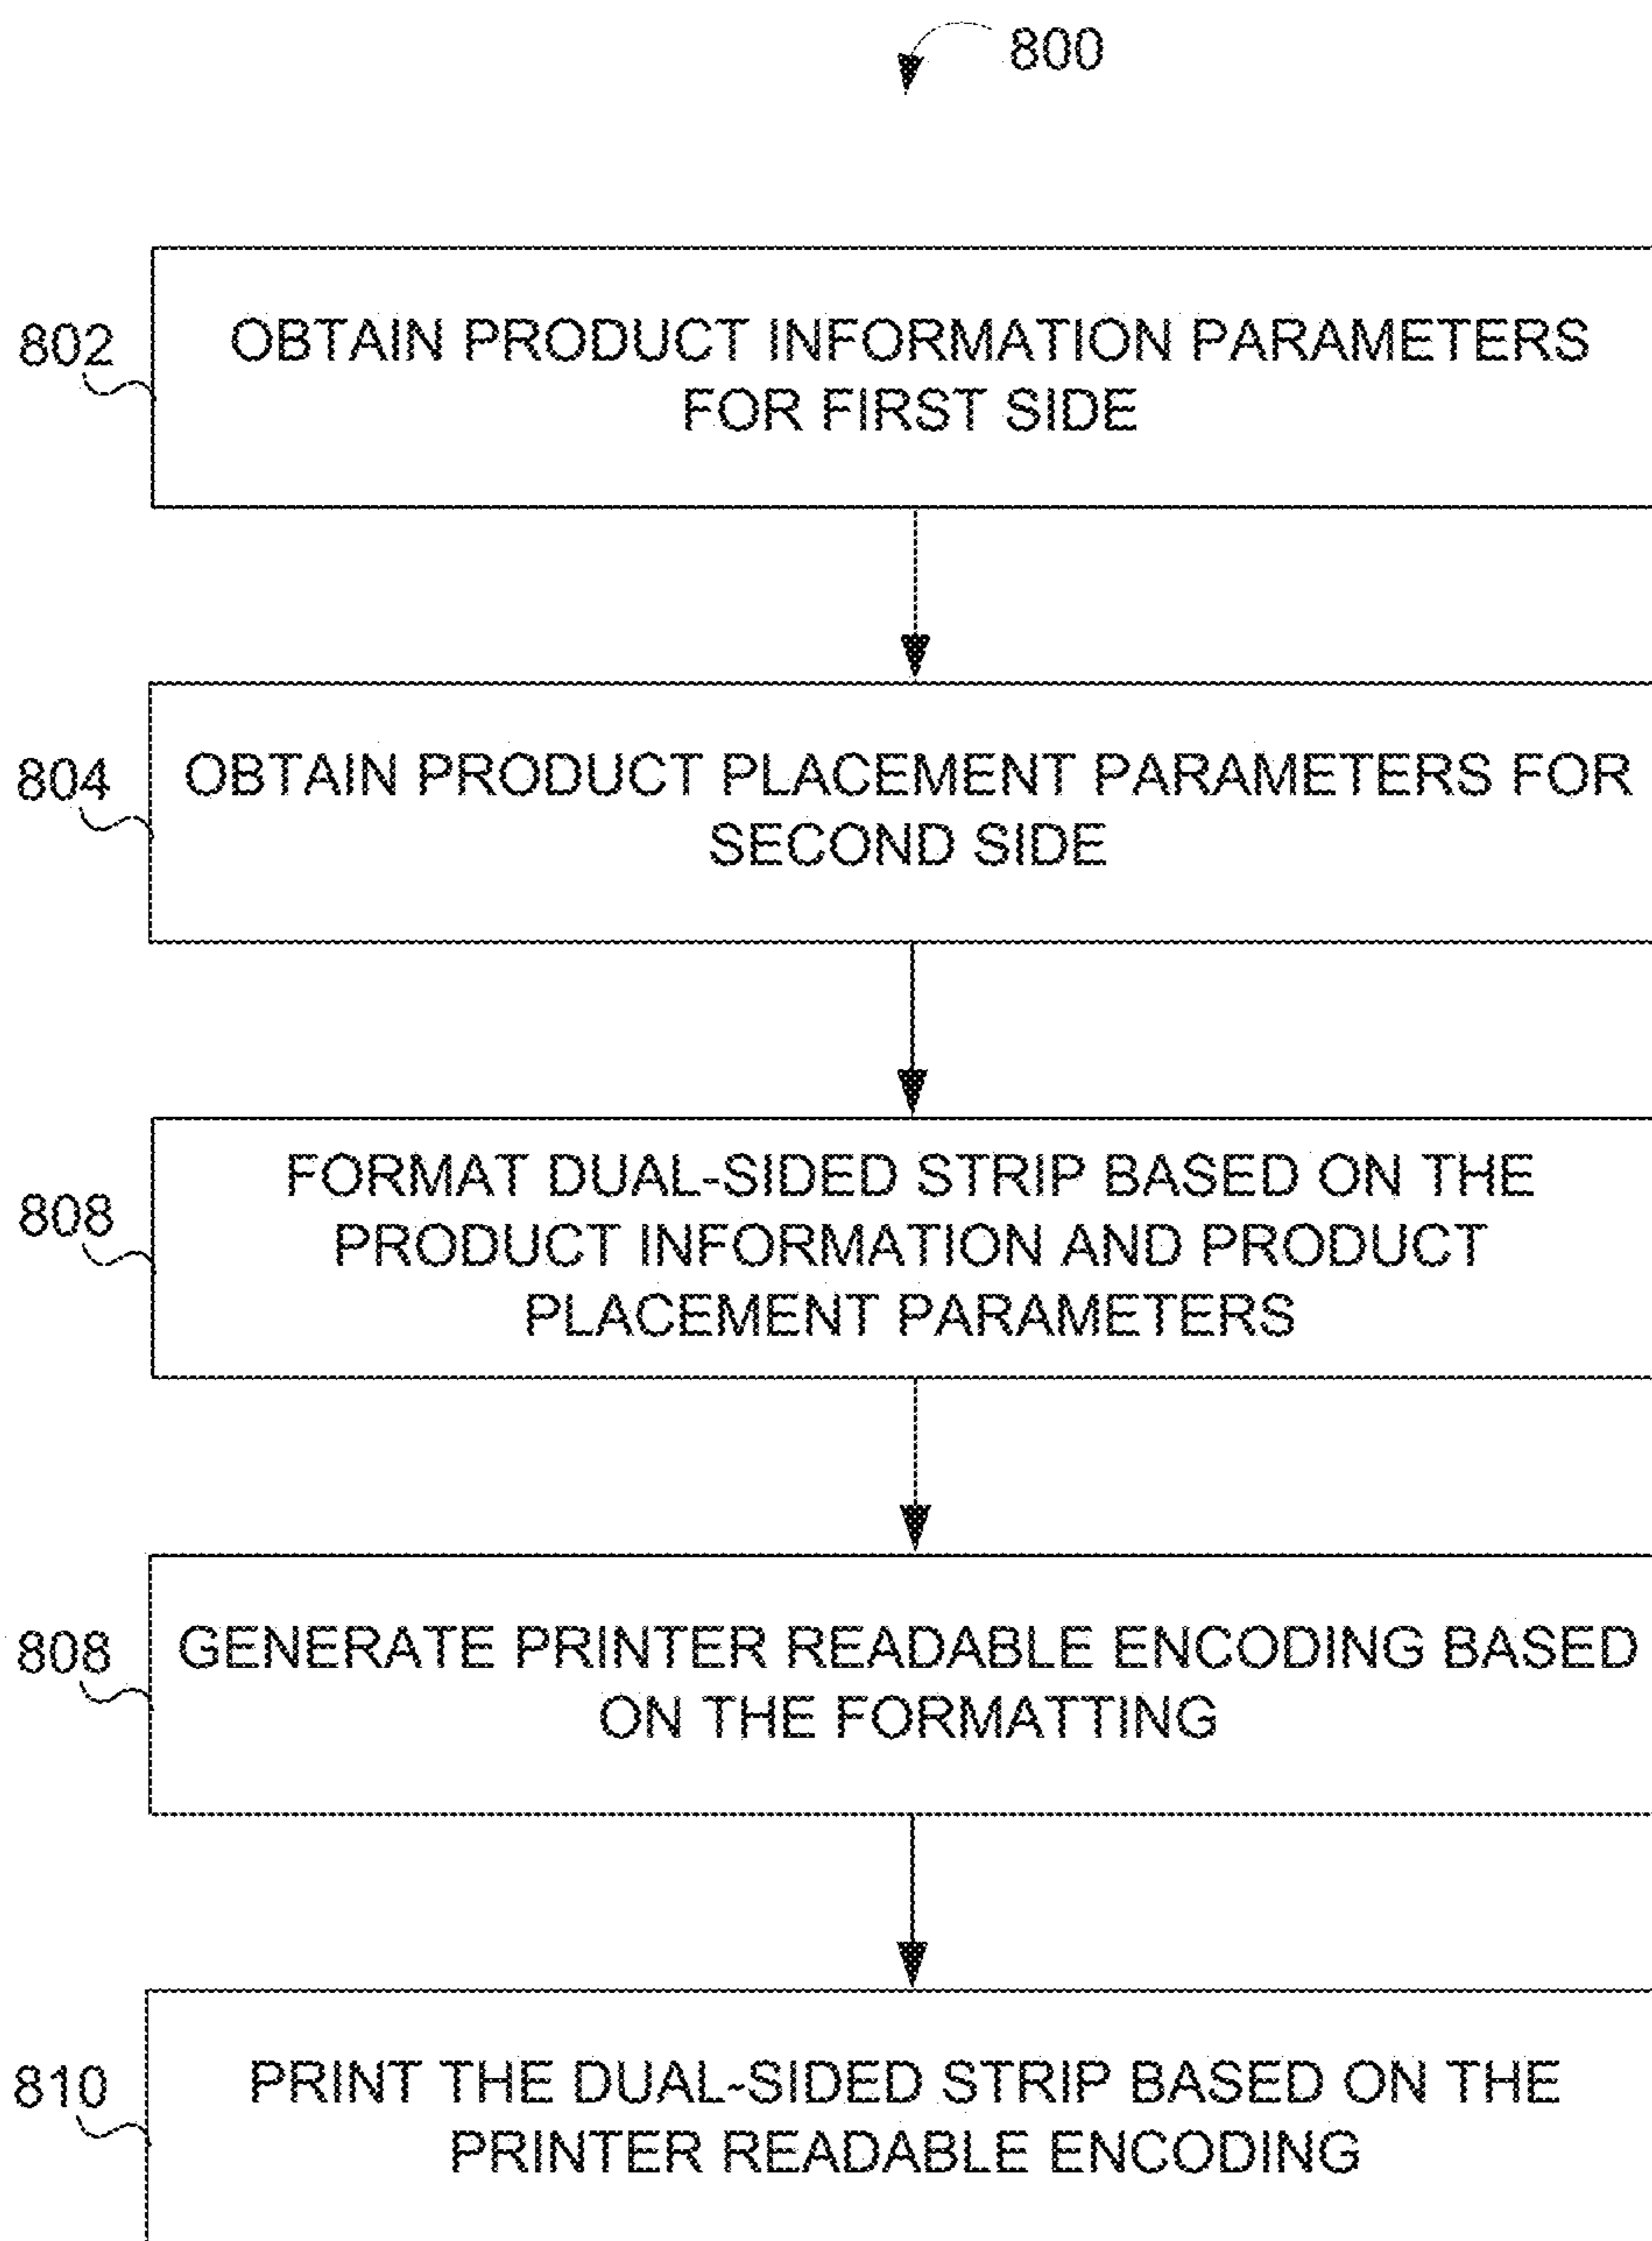 800
802
OBTAIN PRODUCT INFORMATION PARAMETERS
FOR FIRST SIDE
804
OBTAIN PRODUCT PLACEMENT PARAMETERS FOR
SECOND SIDE
808
FORMAT DUAL-SIDED STRIP BASED ON THE
PRODUCT INFORMATION AND PRODUCT
PLACEMENT PARAMETERS
808
GENERATE PRINTER READABLE ENCODING BASED
ON THE FORMATTING
810
PRINT THE DUAL-SIDED STRIP BASED ON THE
PRINTER READABLE ENCODING